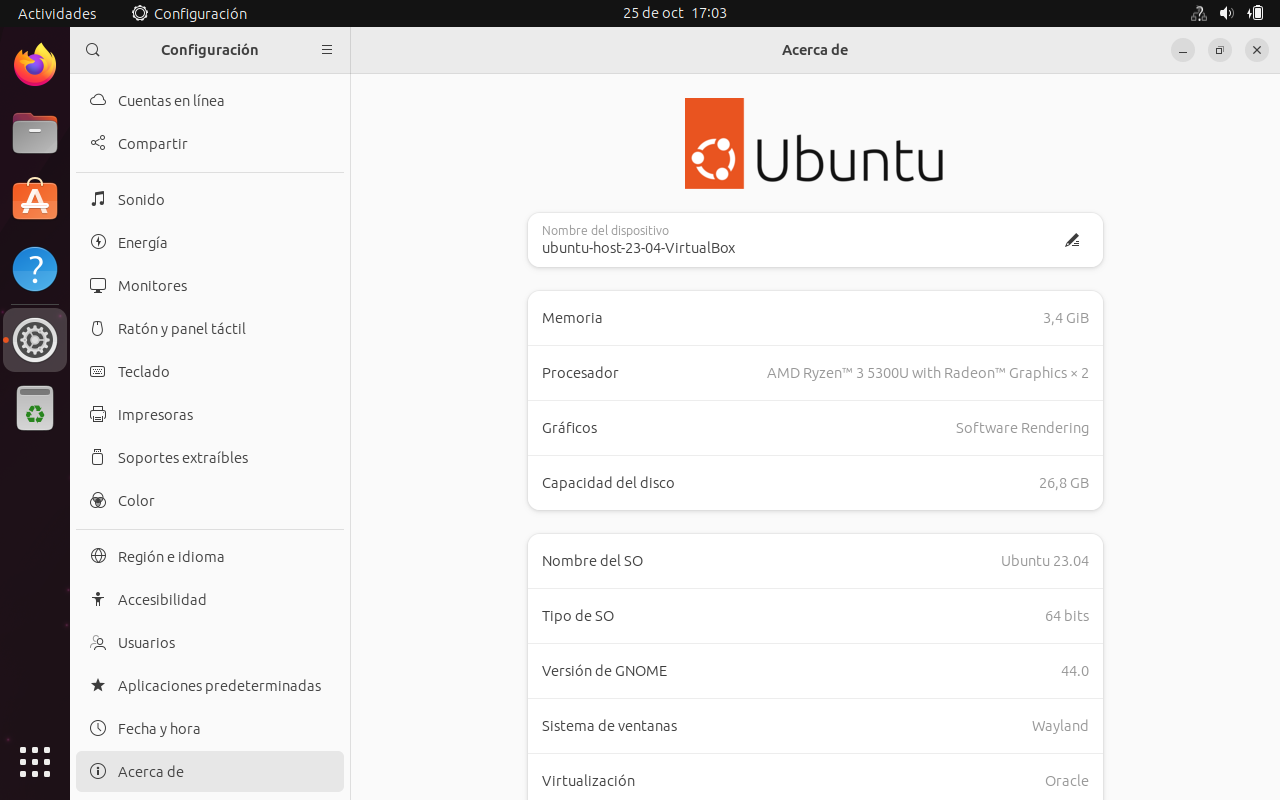 Actividades
Configuración
25 de oct 17:03
Configuración
Acerca de
Cuentas en línea
Compartir
Sonido
Energía
Monitores
Ratón y panel táctil
Teclado
Impresoras
Soportes extraíbles
Color
Región e idioma
Accesibilidad
Usuarios
Aplicaciones predeterminadas
Fecha y hora
Acerca de
Ubuntu
Nombre del dispositivo
ubuntu-host-23-04-VirtualBox
Memoria 3,4 GiB
Procesador AMD Ryzen™ 3 5300U with Radeon™ Graphics × 2
Gráficos Software Rendering
Capacidad del disco 26,8 GB
Nombre del SO Ubuntu 23.04
Tipo de SO 64 bits
Versión de GNOME 44.0
Sistema de ventanas Wayland
Virtualización Oracle